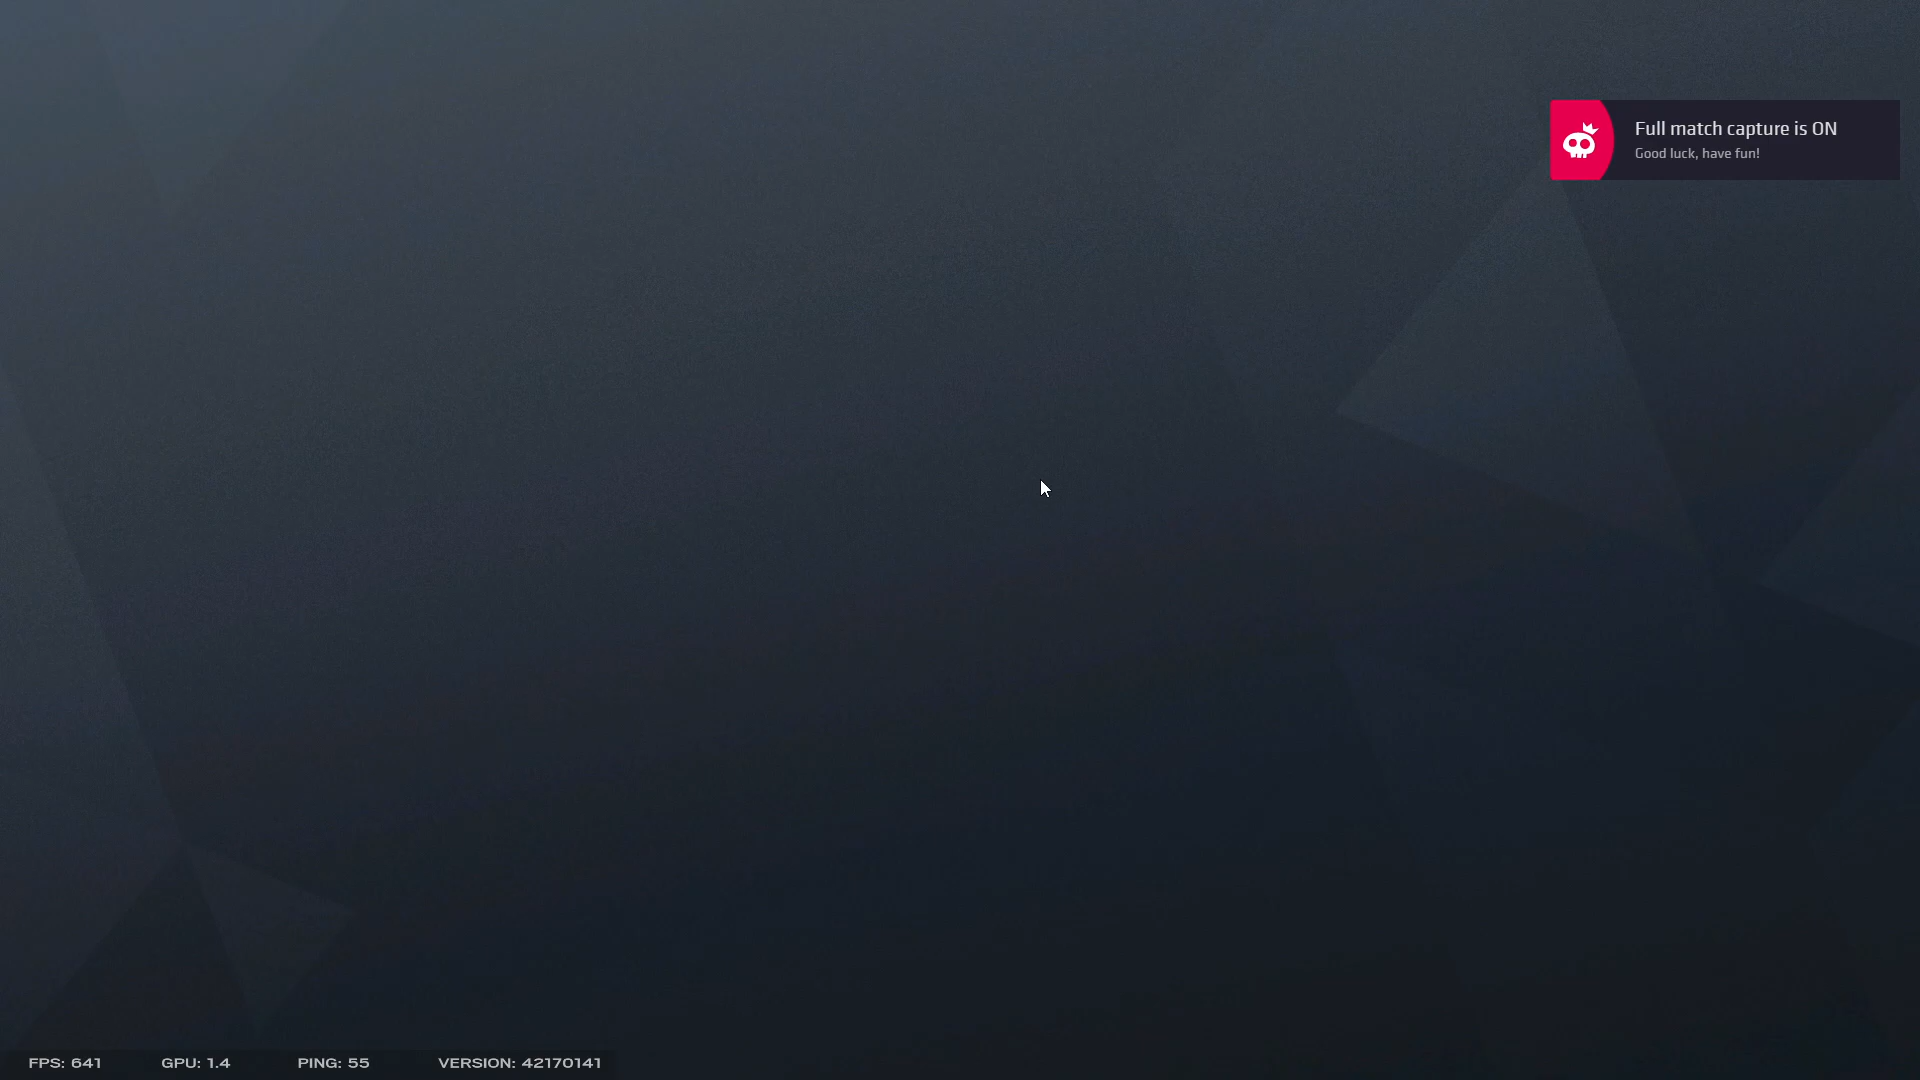 Full match capture is ON
Good luck, have fun!
FPS: 641 GPU: 1.4 PING: 55 VERSION: 42170141